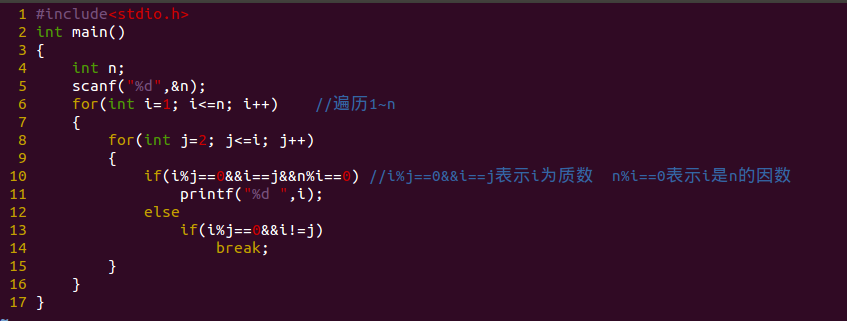 1 #include<stdio.h>
2 int main()
3 {
4     int n;
5     scanf("%d",&n);
6     for(int i=1; i<=n; i++)    //遍历1~n
7     {
8         for(int j=2; j<=i; j++)
9         {
10             if(i%j==0&&i==j&&n%i==0) //i%j==0&&i==j表示i为质数  n%i==0表示i是n的因数
11                 printf("%d ",i);
12             else
13                 if(i%j==0&&i!=j)
14                     break;
15         }
16     }
17 }